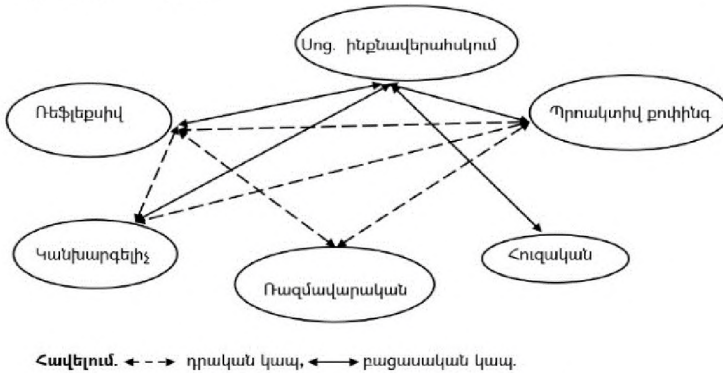 Սոց. ինքնավերահսկում
Ռեֆլեքսիվ
Պրոակտիվ քոփինգ
Կանխարգելիչ
Ռազմավարական
Հուզական
Հավելում. դրական կապ, բացասական կապ.